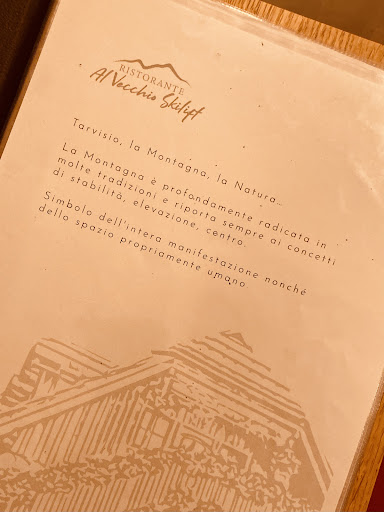 RISTORANTE
Al Vecchio Skilift
Tarvisio, la Montagna, la Natura..
La Montagna è profondamente radicata in
molte tradizioni e riporta sempre ai concetti
di stabilità, elevazione, centro.
Simbolo dell'intera manifestazione nonché
dello spazio propriamente umano